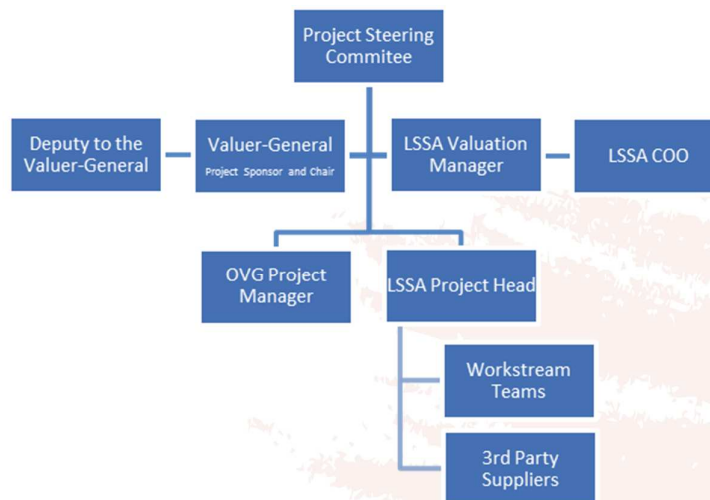 Project Steering
Commitee
Deputy to the
Valuer-General
Valuer-General
Project Sponsor and Chair
LSSA Valuation
Manager
LSSA COO
OVG Project
Manager
LSSA Project Head
Workstream
Teams
3rd Party
Suppliers